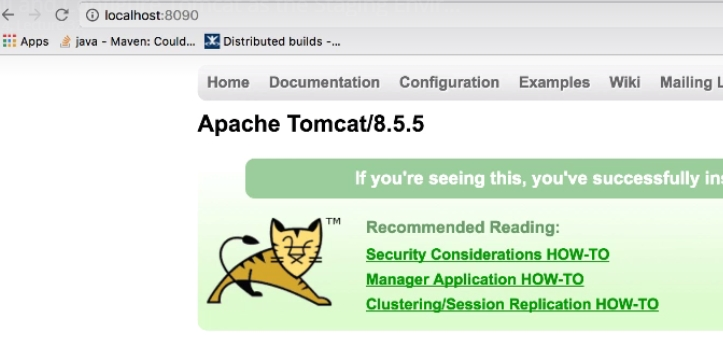 localhost:8090
Apps java - Maven: Could... Distributed builds -...
Home Documentation Configuration Examples Wiki Mailing L
Apache Tomcat/8.5.5
If you're seeing this, you've successfully ins
TM
Recommended Reading:
Security Considerations HOW-TO
Manager Application HOW-TO
Clustering/Session Replication HOW-TO